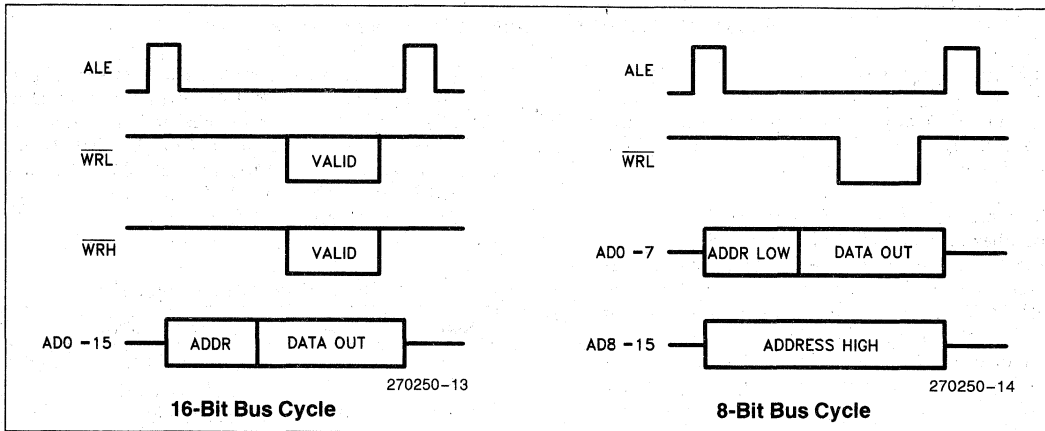 ALE
WRL
VALID
WRH
VALID
AD0 -15
ADDR
DATA OUT
270250-13
16-Bit Bus Cycle
ALE
WRL
AD0 -7
ADDR LOW
DATA OUT
AD8 -15
ADDRESS HIGH
270250-14
8-Bit Bus Cycle